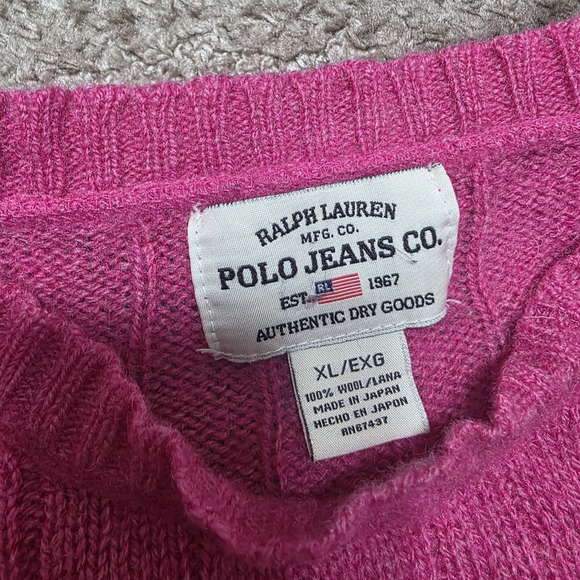 RALPH LAUREN
MFG. CO.
POLO JEANS CO.
EST. RL 1967
AUTHENTIC DRY GOODS
XL/EXG
100% WOOL/LANA
MADE IN JAPAN
HECHO EN JAPON
RN67437